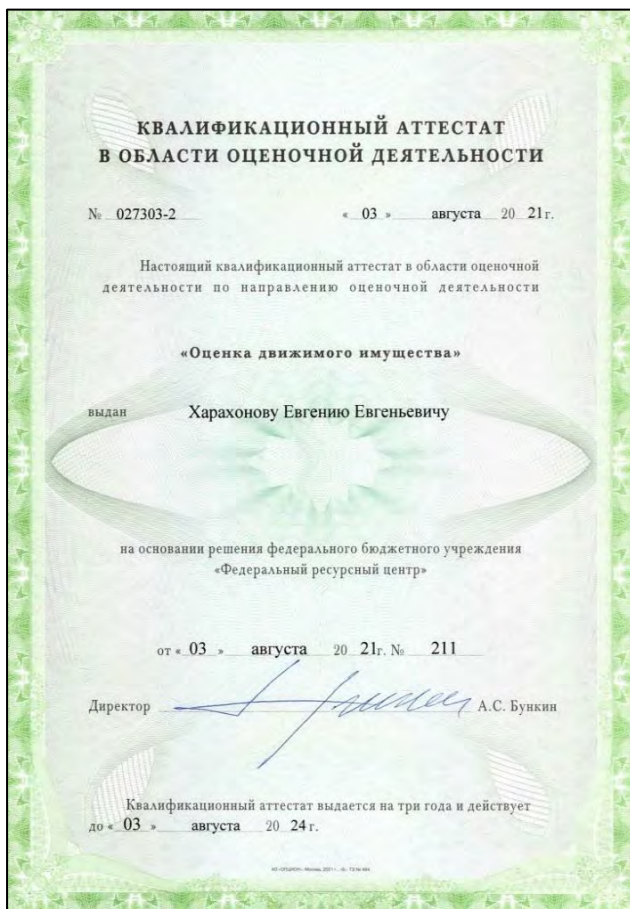 КВАЛИФИКАЦИОННЫЙ АТТЕСТАТ
В ОБЛАСТИ ОЦЕНОЧНОЙ ДЕЯТЕЛЬНОСТИ
№ 027303-2 « 03 » августа 20 21г.
Настоящий квалификационный аттестат в области оценочной
деятельности по направлению оценочной деятельности
«Оценка движимого имущества»
выдан Харахонову Евгению Евгеньевичу
на основании решения федерального бюджетного учреждения
«Федеральный ресурсный центр»
от « 03 » августа 20 21г. № 211
Директор А.С. Бункин
Квалификационный аттестат выдается на три года и действует
до « 03 » августа 20 24 г.